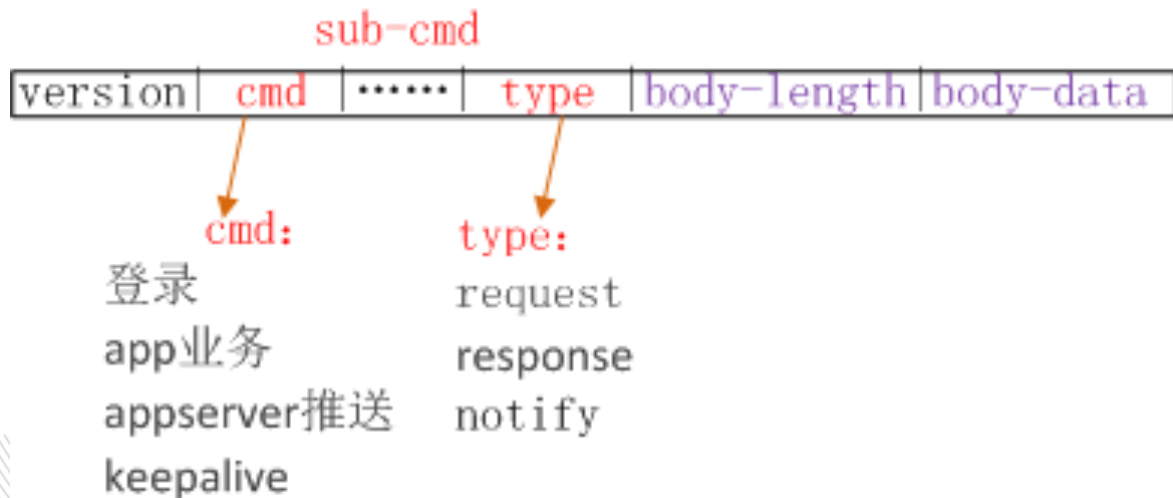 sub-cmd
version cmd …… type body-length body-data
cmd：
登录
app业务
appserver推送
keepalive
type：
request
response
notify